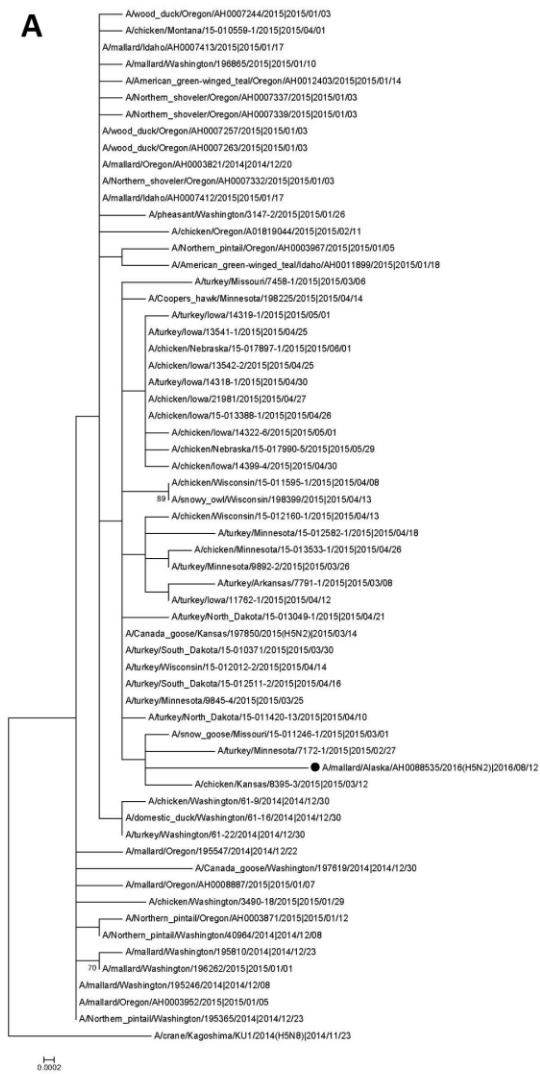 A
A/wood_duck/Oregon/AH0007244/2015|2015/01/03
A/chicken/Montana/15-010559-1/2015|2015/04/01
A/mallard/Idaho/AH0007413/2015|2015/01/17
A/mallard/Washington/196865/2015|2015/01/10
A/American_green-winged_teal/Oregon/AH0012403/2015|2015/01/14
A/Northern_shoveler/Oregon/AH0007337/2015|2015/01/03
A/Northern_shoveler/Oregon/AH0007339/2015|2015/01/03
A/wood_duck/Oregon/AH0007257/2015|2015/01/03
A/wood_duck/Oregon/AH0007263/2015|2015/01/03
A/mallard/Oregon/AH0003821/2014|2014/12/20
A/Northern_shoveler/Oregon/AH0007332/2015|2015/01/03
A/mallard/Idaho/AH0007412/2015|2015/01/17
A/pheasant/Washington/3147-2/2015|2015/01/26
A/chicken/Oregon/A01819044/2015|2015/02/11
A/Northern_pintail/Oregon/AH0003967/2015|2015/01/05
A/American_green-winged_teal/Idaho/AH0011899/2015|2015/01/18
A/turkey/Missouri/7458-1/2015|2015/03/06
A/Coopers_hawk/Minnesota/198225/2015|2015/04/14
A/turkey/Iowa/14319-1/2015|2015/05/01
A/turkey/Iowa/13541-1/2015|2015/04/25
A/chicken/Nebraska/15-017897-1/2015|2015/06/01
A/chicken/Iowa/13542-2/2015|2015/04/25
A/turkey/Iowa/14318-1/2015|2015/04/30
A/chicken/Iowa/21981/2015|2015/04/27
A/chicken/Iowa/15-013388-1/2015|2015/04/26
A/chicken/Iowa/14322-6/2015|2015/05/01
A/chicken/Nebraska/15-017990-5/2015|2015/05/29
A/chicken/Iowa/14399-4/2015|2015/04/30
A/chicken/Wisconsin/15-011595-1/2015|2015/04/08
89
A/snowy_owl/Wisconsin/198399/2015|2015/04/13
A/chicken/Wisconsin/15-012160-1/2015|2015/04/13
A/turkey/Minnesota/15-012582-1/2015|2015/04/18
A/chicken/Minnesota/15-013533-1/2015|2015/04/26
A/turkey/Minnesota/9892-2/2015|2015/03/26
A/turkey/Arkansas/7791-1/2015|2015/03/08
A/turkey/Iowa/11762-1/2015|2015/04/12
A/turkey/North_Dakota/15-013049-1/2015|2015/04/21
A/Canada_goose/Kansas/197850/2015(H5N2)|2015/03/14
A/turkey/South_Dakota/15-010371/2015|2015/03/30
A/turkey/Wisconsin/15-012012-2/2015|2015/04/14
A/turkey/South_Dakota/15-012511-2/2015|2015/04/16
A/turkey/Minnesota/9845-4/2015|2015/03/25
A/turkey/North_Dakota/15-011420-13/2015|2015/04/10
A/snow_goose/Missouri/15-011246-1/2015|2015/03/01
A/turkey/Minnesota/7172-1/2015|2015/02/27
A/mallard/Alaska/AH0088535/2016(H5N2)|2016/08/12
A/chicken/Kansas/8395-3/2015|2015/03/12
A/chicken/Washington/61-9/2014|2014/12/30
A/domestic_duck/Washington/61-16/2014|2014/12/30
A/turkey/Washington/61-22/2014|2014/12/30
A/mallard/Oregon/195547/2014|2014/12/22
A/Canada_goose/Washington/197619/2014|2014/12/30
A/mallard/Oregon/AH0008887/2015|2015/01/07
A/chicken/Washington/3490-18/2015|2015/01/29
A/Northern_pintail/Oregon/AH0003871/2015|2015/01/12
A/Northern_pintail/Washington/40964/2014|2014/12/08
A/mallard/Washington/195810/2014|2014/12/23
70
A/mallard/Washington/196262/2015|2015/01/01
A/mallard/Washington/195246/2014|2014/12/08
A/mallard/Oregon/AH0003952/2015|2015/01/05
A/Northern_pintail/Washington/195365/2014|2014/12/23
A/crane/Kagoshima/KU1/2014(H5N8)|2014/11/23
0.0002